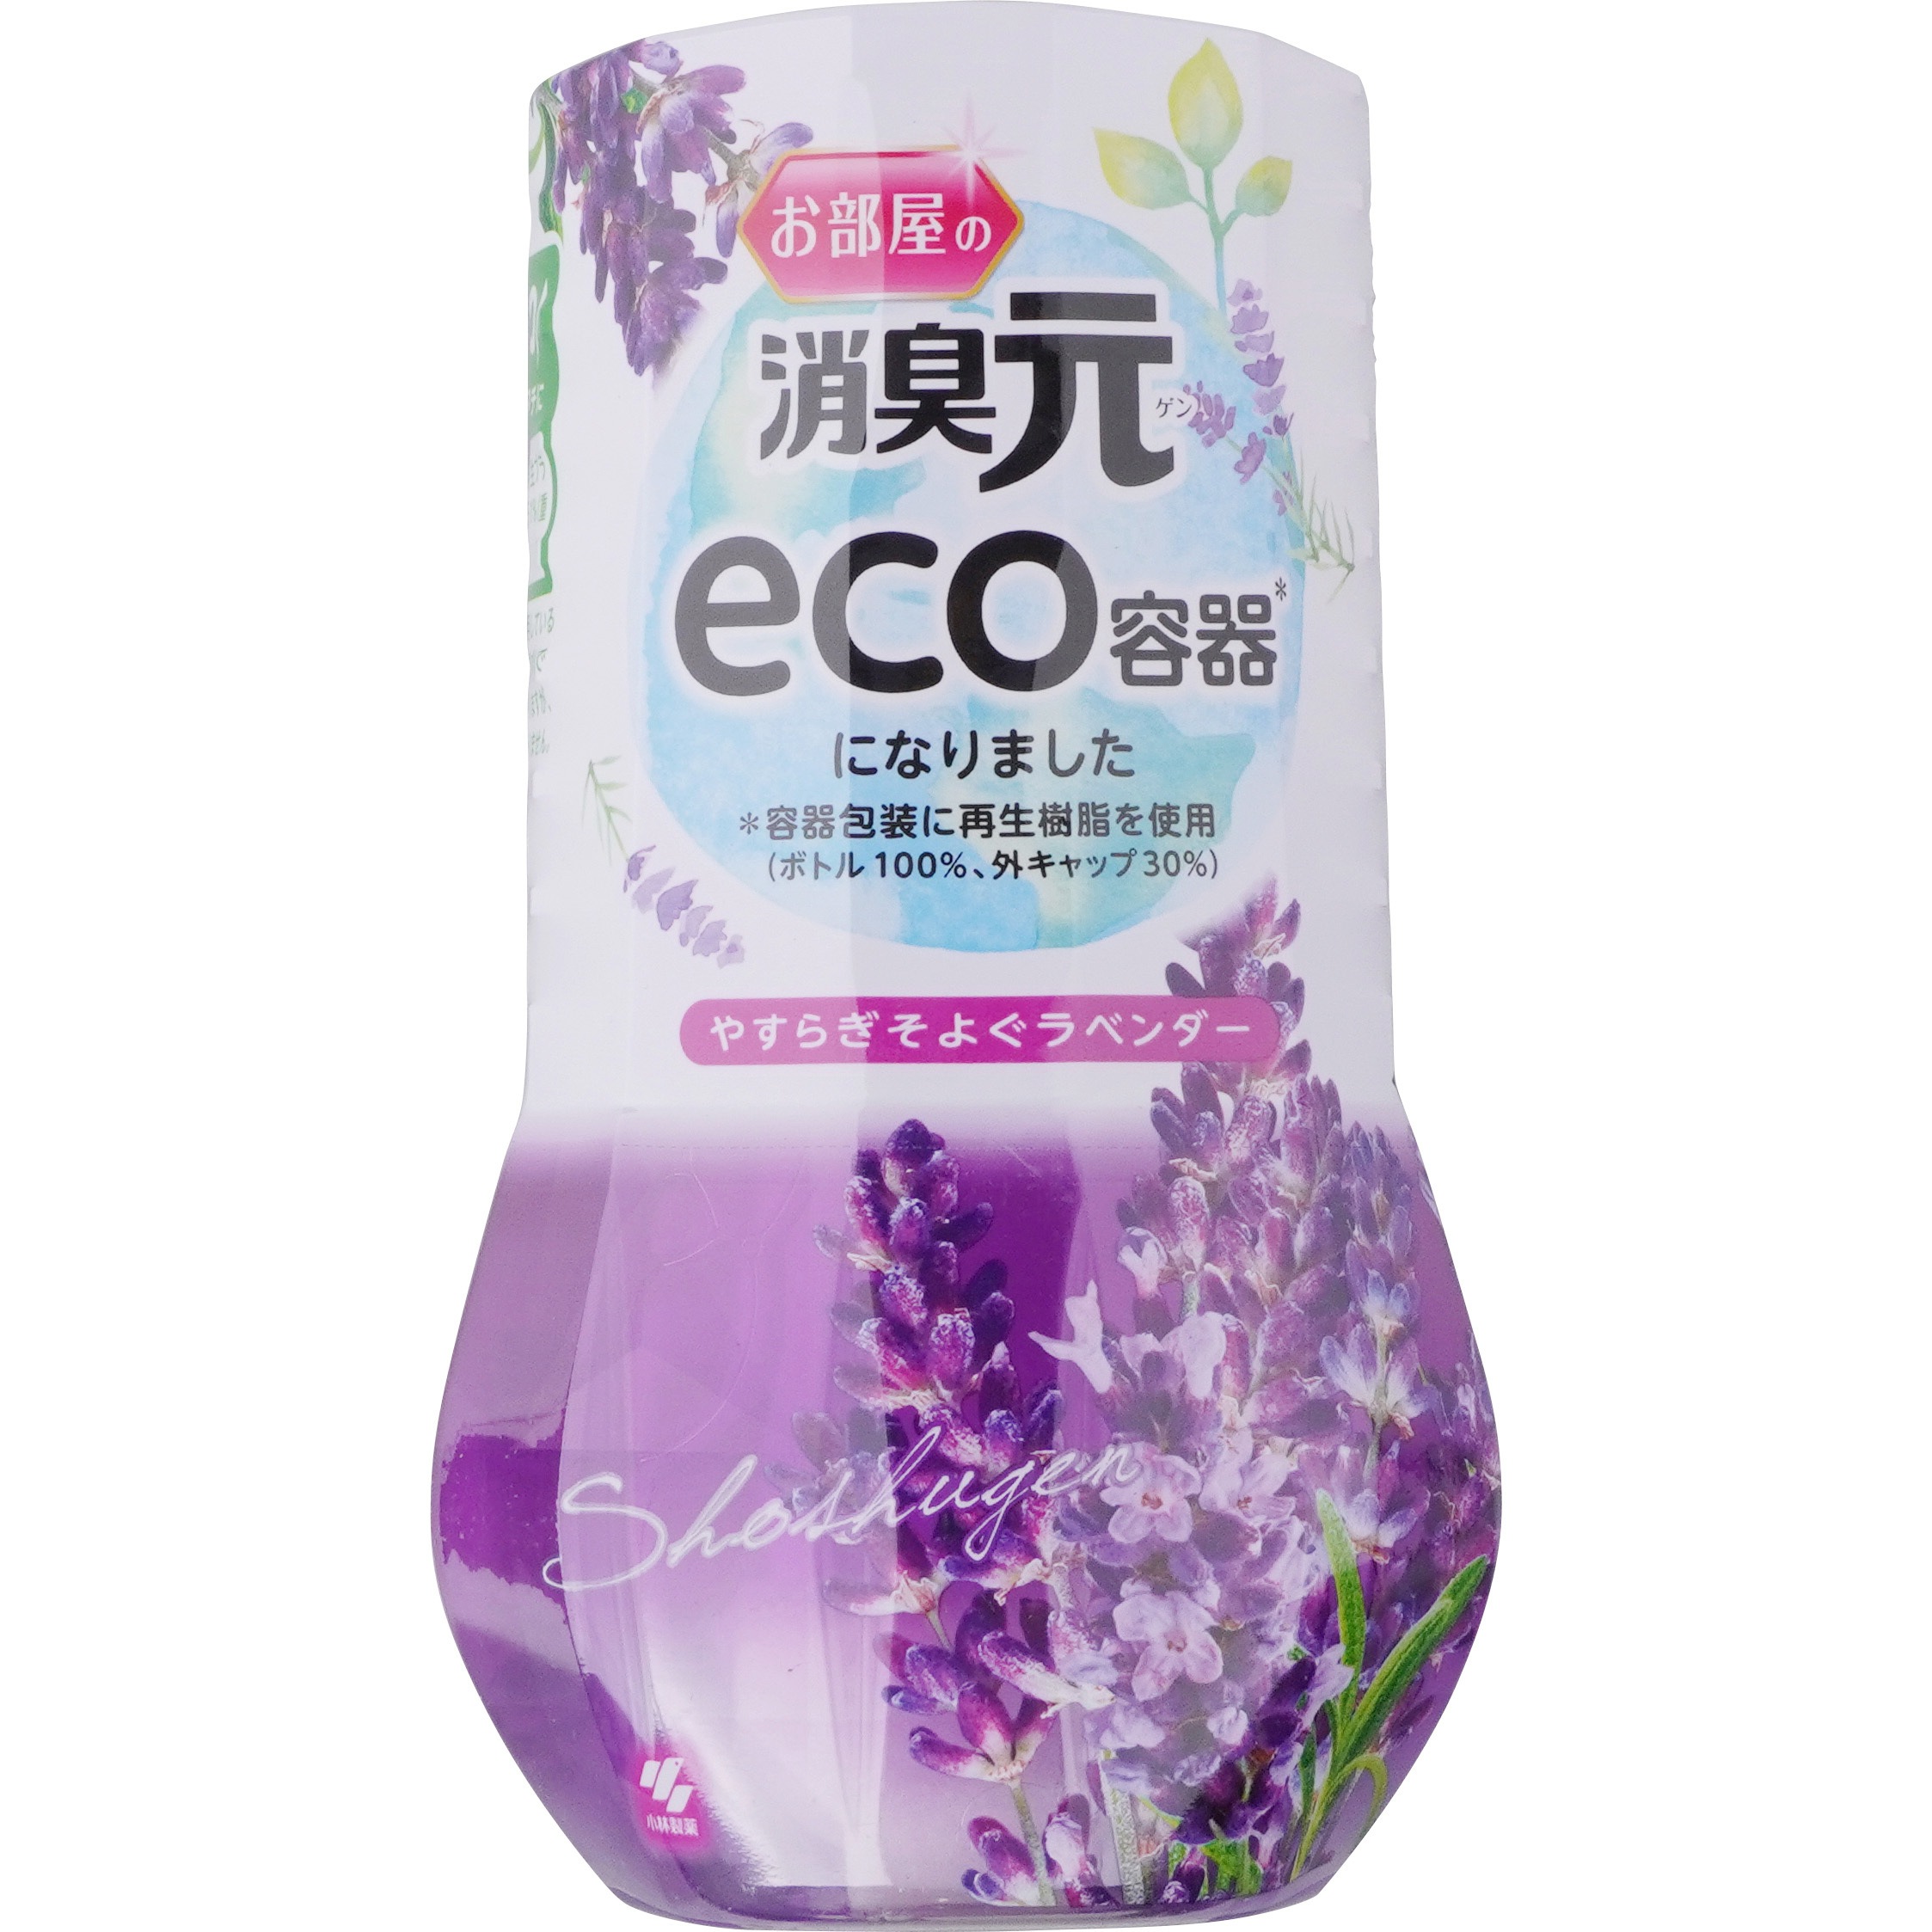 お部屋の
消臭元
ゲン
eco容器*
になりました
*容器包装に再生樹脂を使用
(ボトル100%、外キャップ30%)
やすらぎそよぐラベンダー
Shoshugen
小林製薬